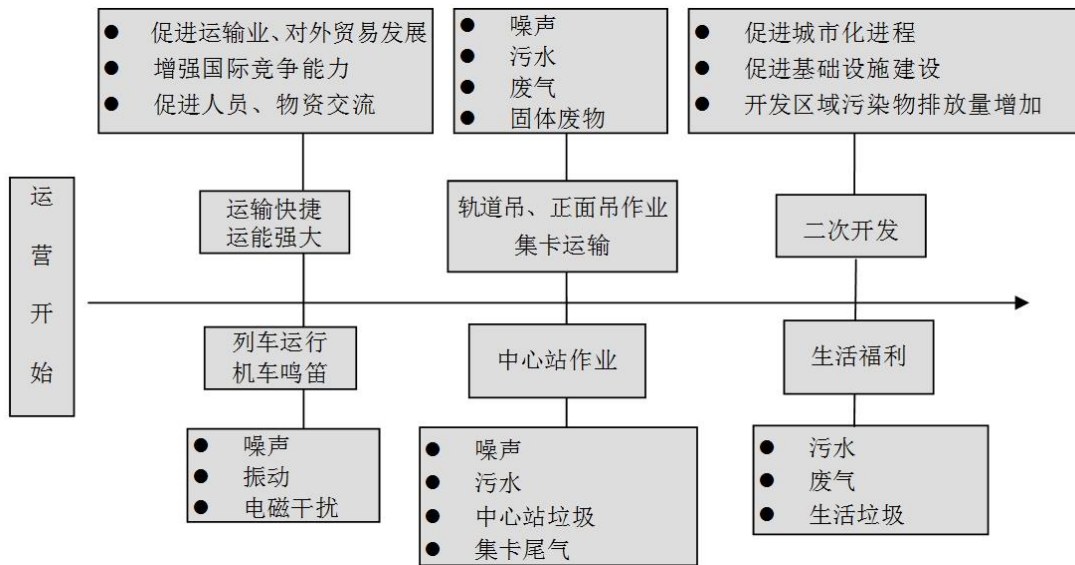 ● 促进运输业、对外贸易发展
● 增强国际竞争能力
● 促进人员、物资交流
● 噪声
● 污水
● 废气
● 固体废物
● 促进城市化进程
● 促进基础设施建设
● 开发区域污染物排放量增加
运
营
开
始
运输快捷
运能强大
轨道吊、正面吊作业
集卡运输
二次开发
列车运行
机车鸣笛
中心站作业
生活福利
● 噪声
● 振动
● 电磁干扰
● 噪声
● 污水
● 中心站垃圾
● 集卡尾气
● 污水
● 废气
● 生活垃圾